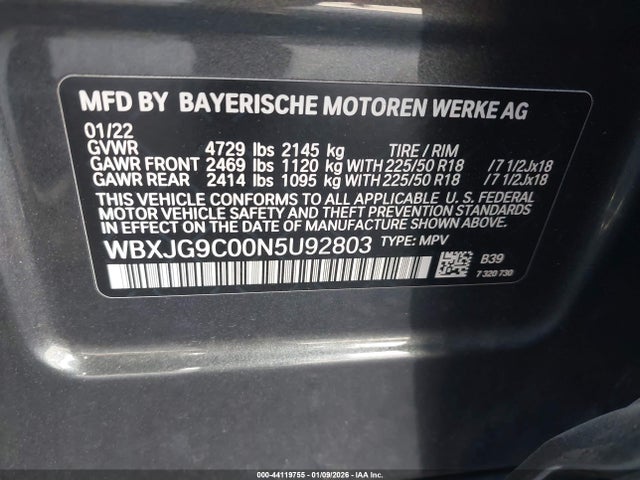 MFD BY BAYERISCHE MOTOREN WERKE AG
01/22
GVWR 4729 lbs 2145 kg TIRE / RIM
GAWR FRONT 2469 lbs 1120 kg WITH 225/50 R18 /7 1/2Jx18
GAWR REAR 2414 lbs 1095 kg WITH 225/50 R18 /7 1/2Jx18
THIS VEHICLE CONFORMS TO ALL APPLICABLE U. S. FEDERAL
MOTOR VEHICLE SAFETY AND THEFT PREVENTION STANDARDS
IN EFFECT ON THE DATE OF MANUFACTURE SHOWN ABOVE.
WBXJG9C00N5U92803 TYPE: MPV
B39
7 320 730
000-44119755 - 01/09/2026 - IAA Inc.